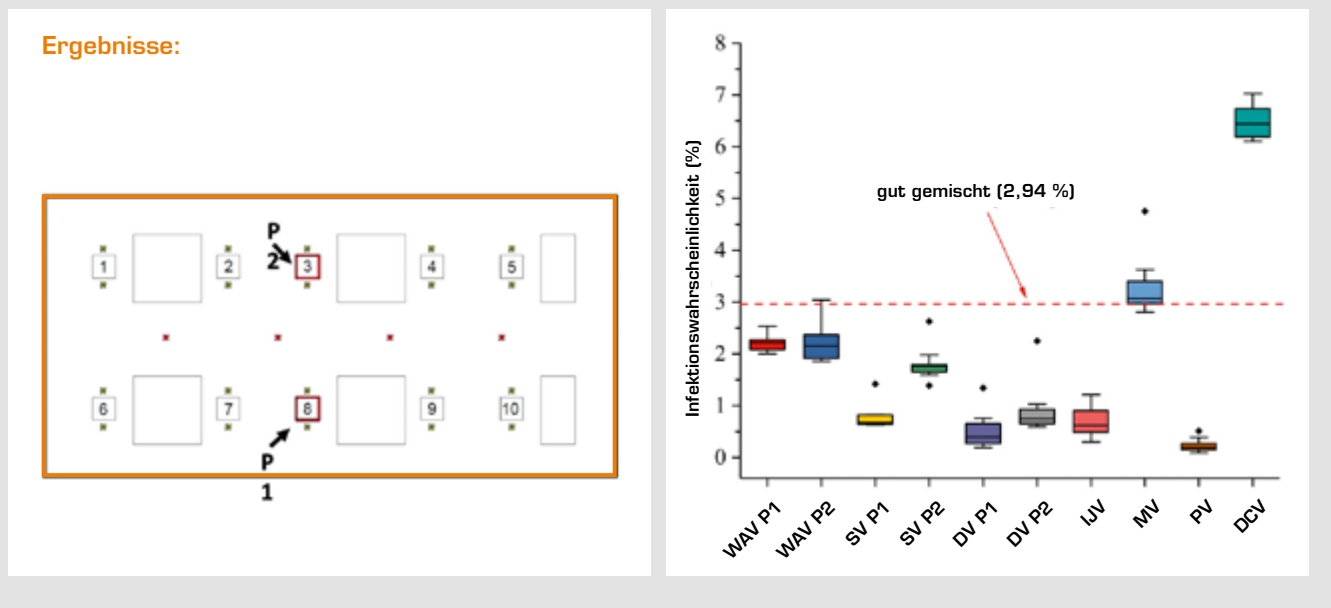 Ergebnisse:
P
2
1
2
3
4
5
6
7
8
9
10
P
1
8
7
6
5
4
3
2
1
0
Infektionswahrscheinlichkeit (%)
gut gemischt (2,94 %)
WAV P1
WAV P2
SV P1
SV P2
DV P1
DV P2
IJV
MV
PV
DCV